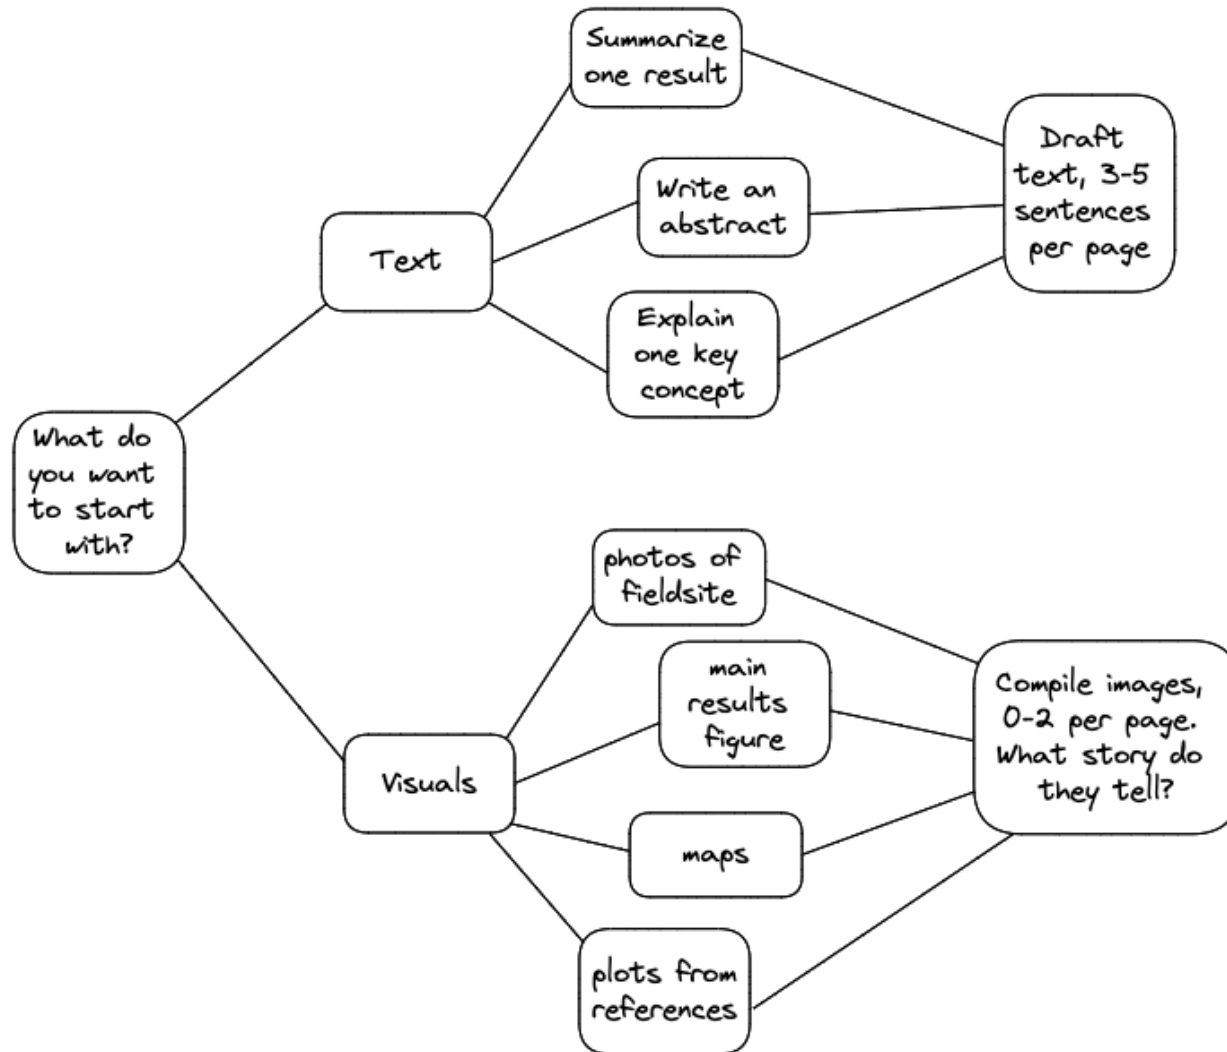 Summarize
one result
Draft
text, 3-5
sentences
per page
Write an
abstract
Text
Explain
one key
concept
What do
you want
to start
with?
photos of
fieldsite
main
results
figure
Compile images,
0-2 per page.
What story do
they tell?
Visuals
maps
plots from
references